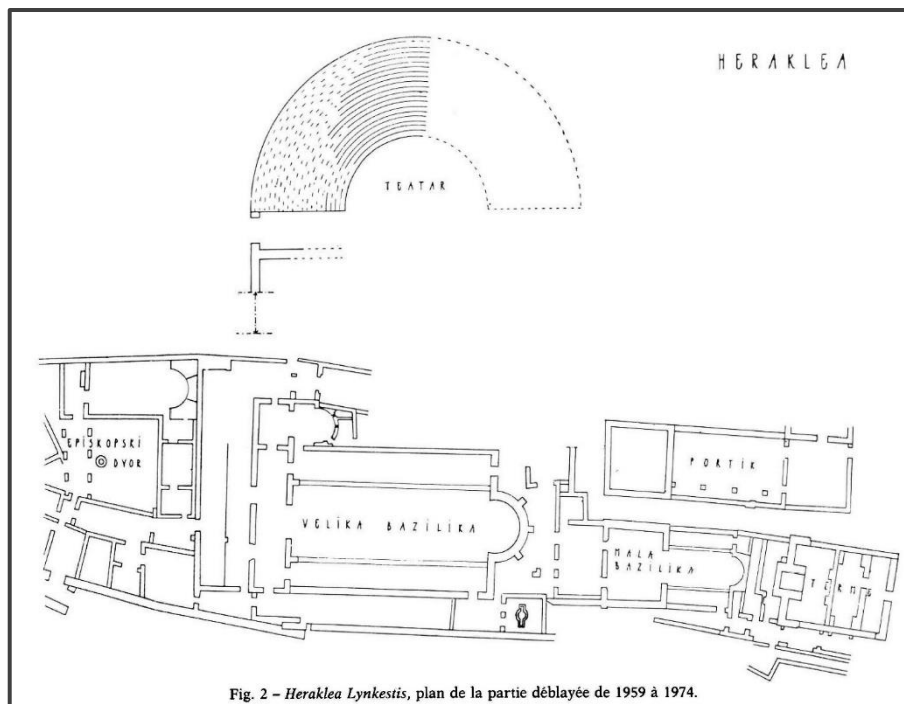 HERAKLEA
TEATAR
EPISKOPSKI
DVOR
PORTIK
VELIKA BAZILIKA
MALA
BAZILIKA
TERME
Fig. 2 – Heraklea Lynkestis, plan de la partie déblayée de 1959 à 1974.